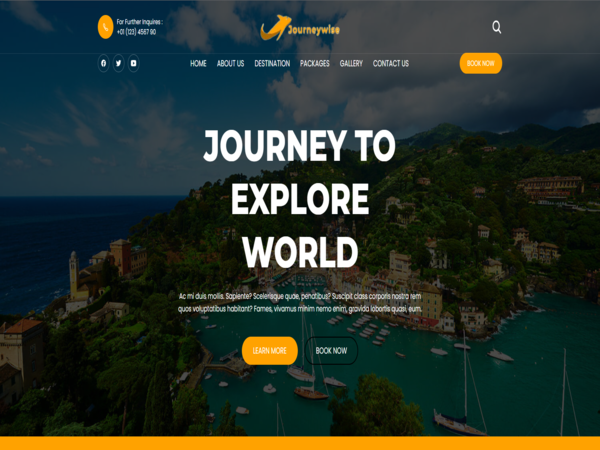 For Further Inquires :
+01 (123) 4567 90
Journeywise
HOME ABOUT US DESTINATION PACKAGES GALLERY CONTACT US
BOOK NOW
JOURNEY TO
EXPLORE
WORLD
Ac mi duis mollis. Sapiente? Scelerisque quae, penatibus? Suscipit class corporis nostra rem
quos voluptatibus habitant? Fames, vivamus minim nemo enim, gravida lobortis quasi, eum.
LEARN MORE BOOK NOW